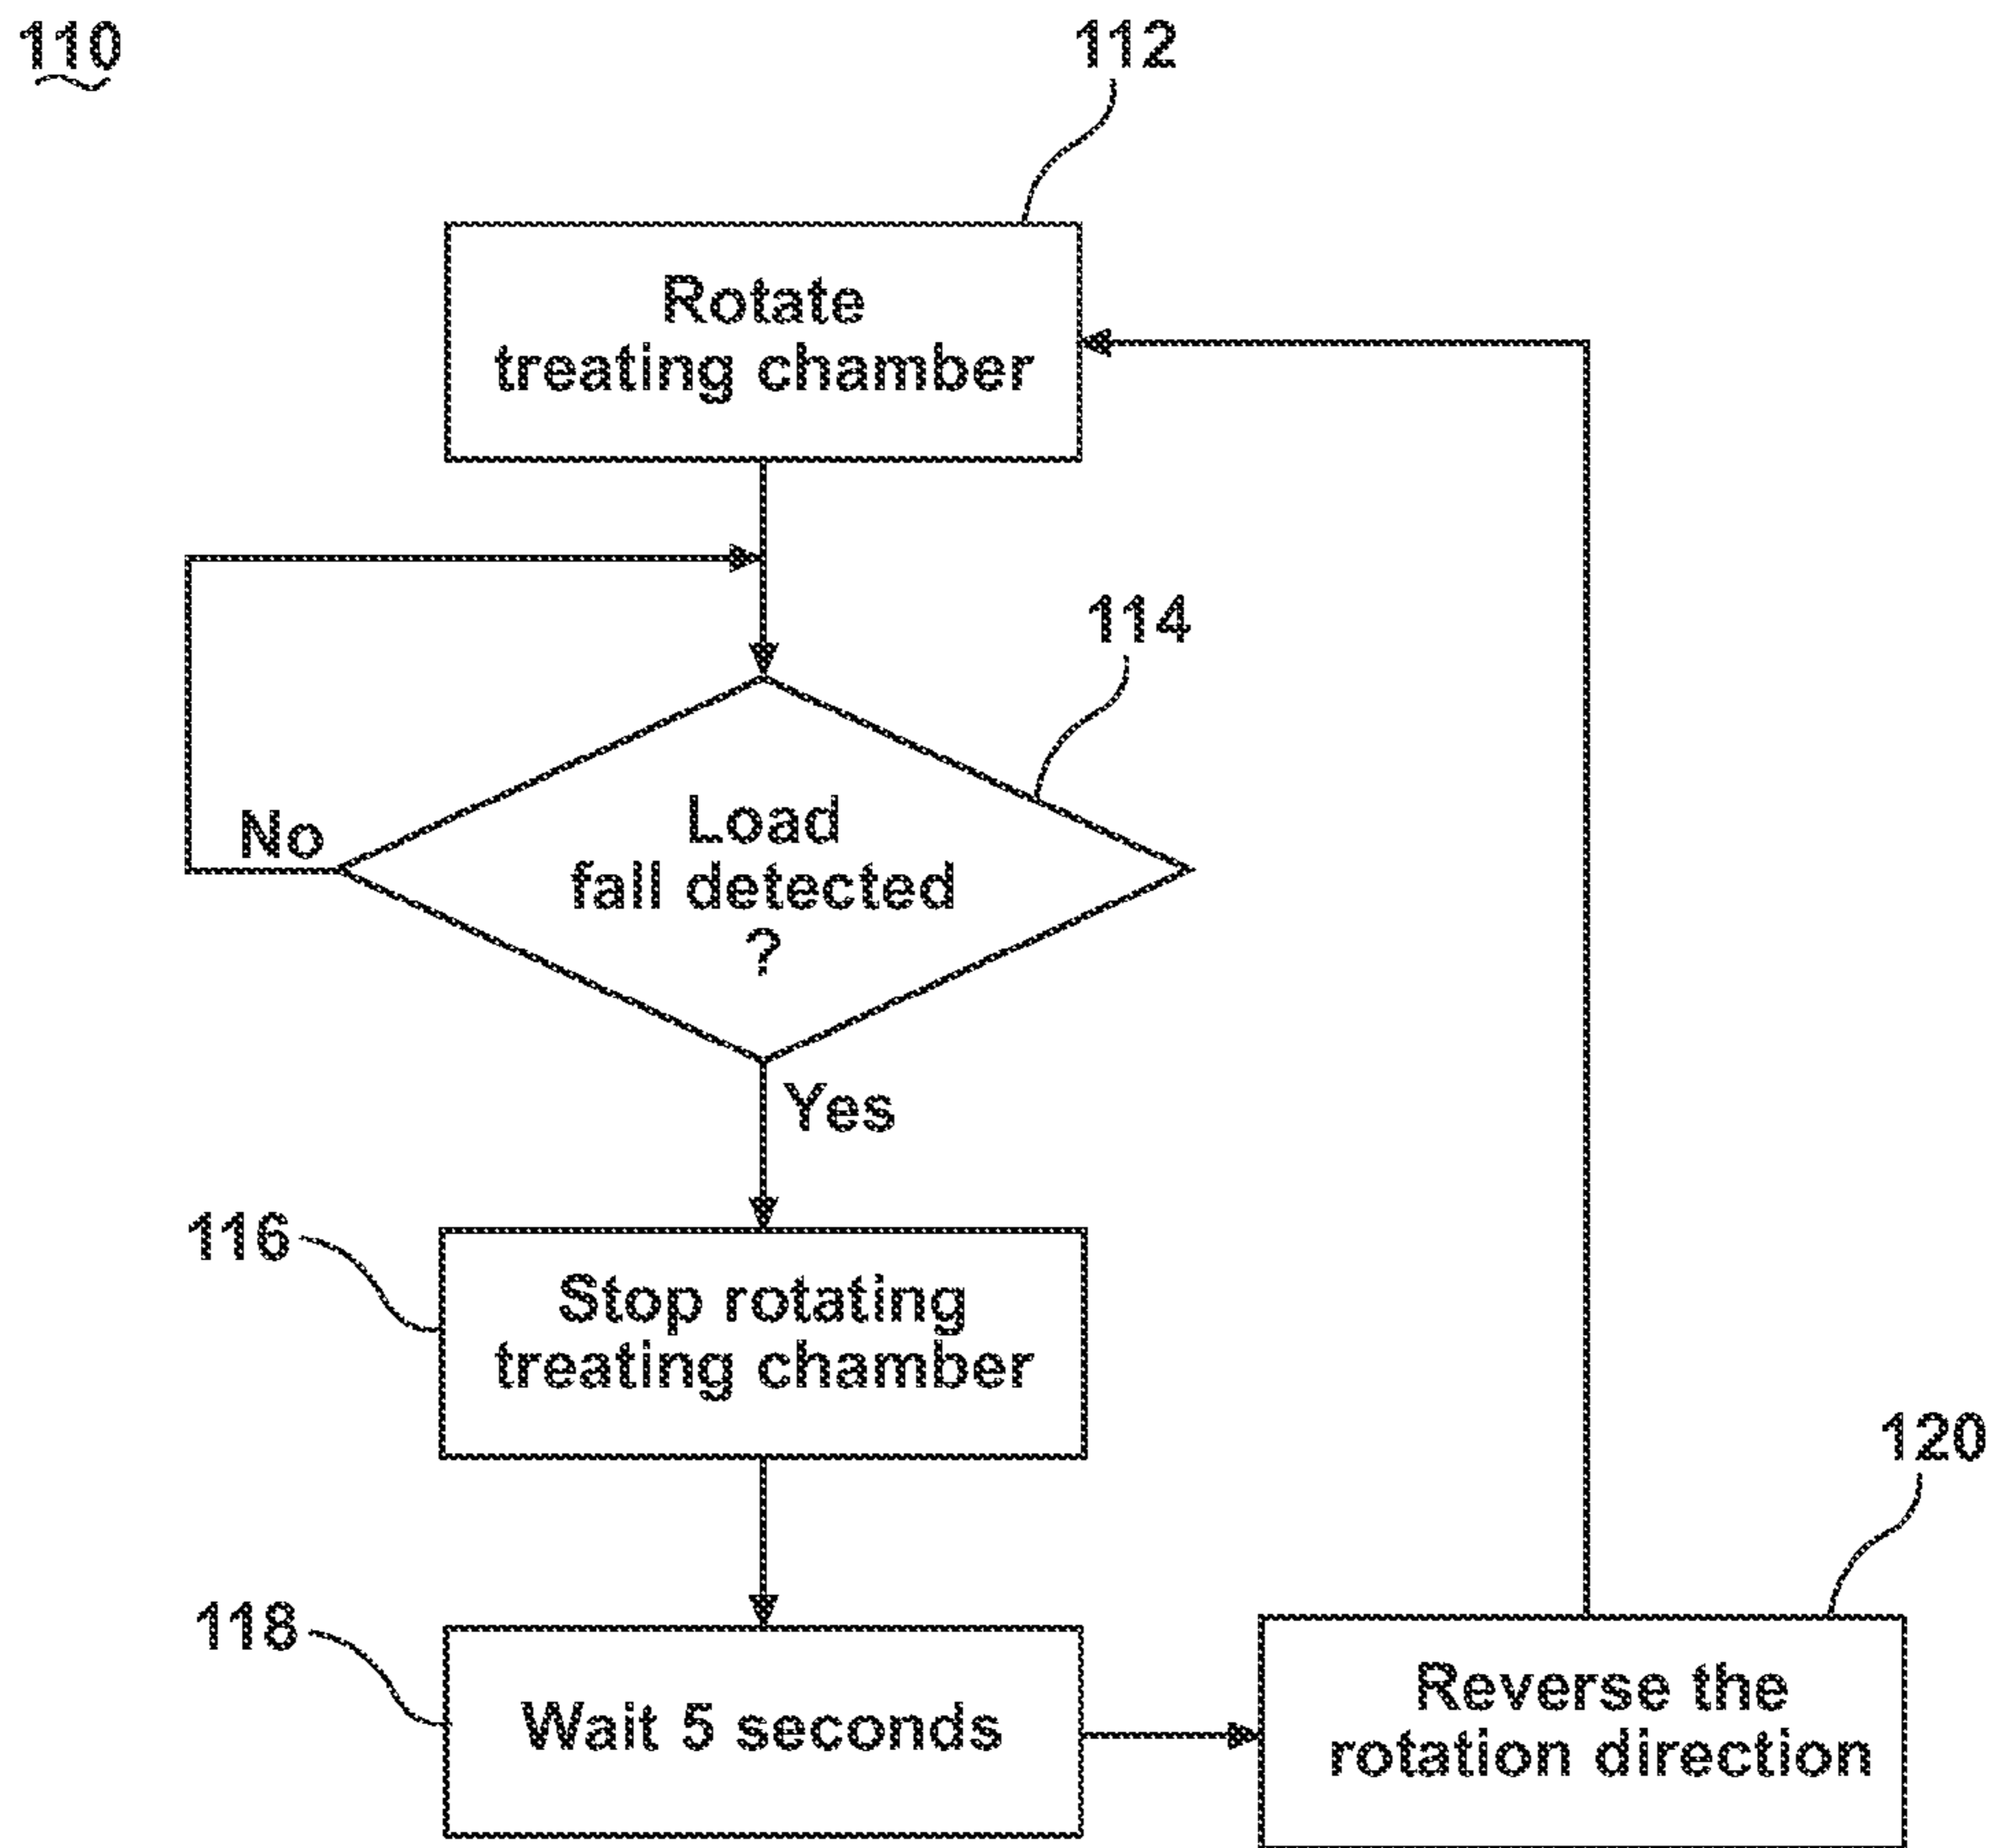 110
112
Rotate
treating chamber
114
Load
fall detected
?
No
Yes
116
Stop rotating
treating chamber
118
Wait 5 seconds
120
Reverse the
rotation direction